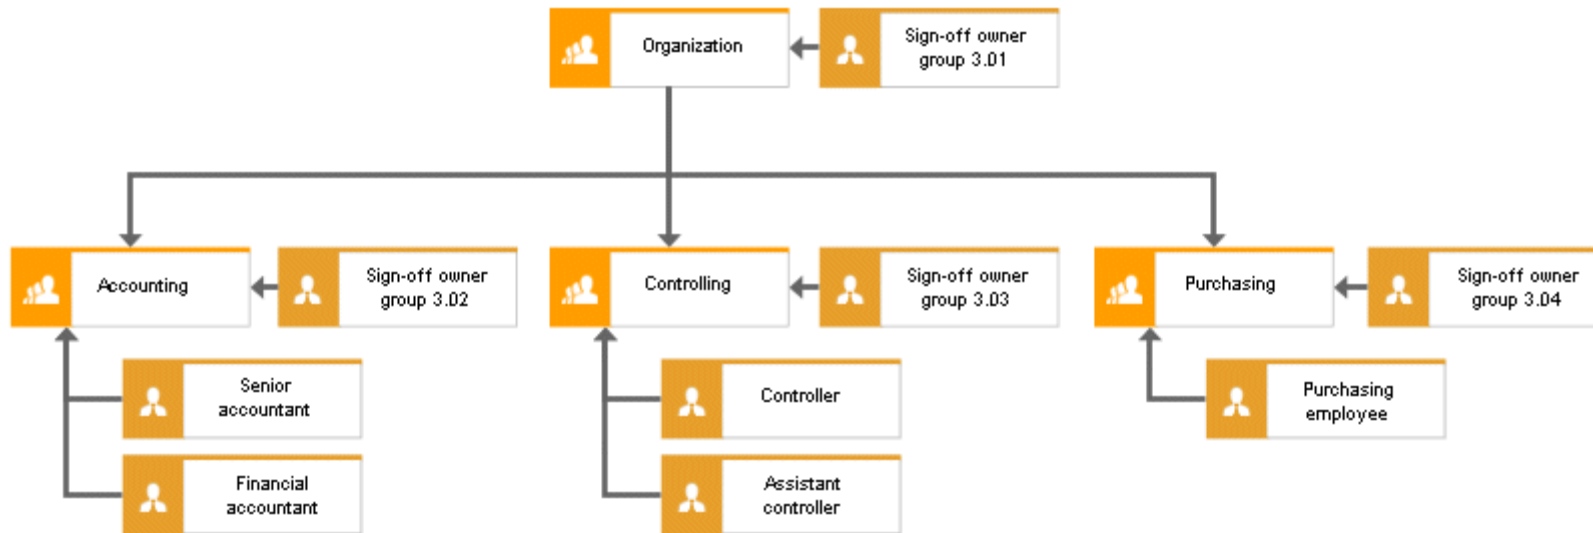 Organization
Sign-off owner
group 3.01
Accounting
Sign-off owner
group 3.02
Controlling
Sign-off owner
group 3.03
Purchasing
Sign-off owner
group 3.04
Senior
accountant
Controller
Purchasing
employee
Financial
accountant
Assistant
controller